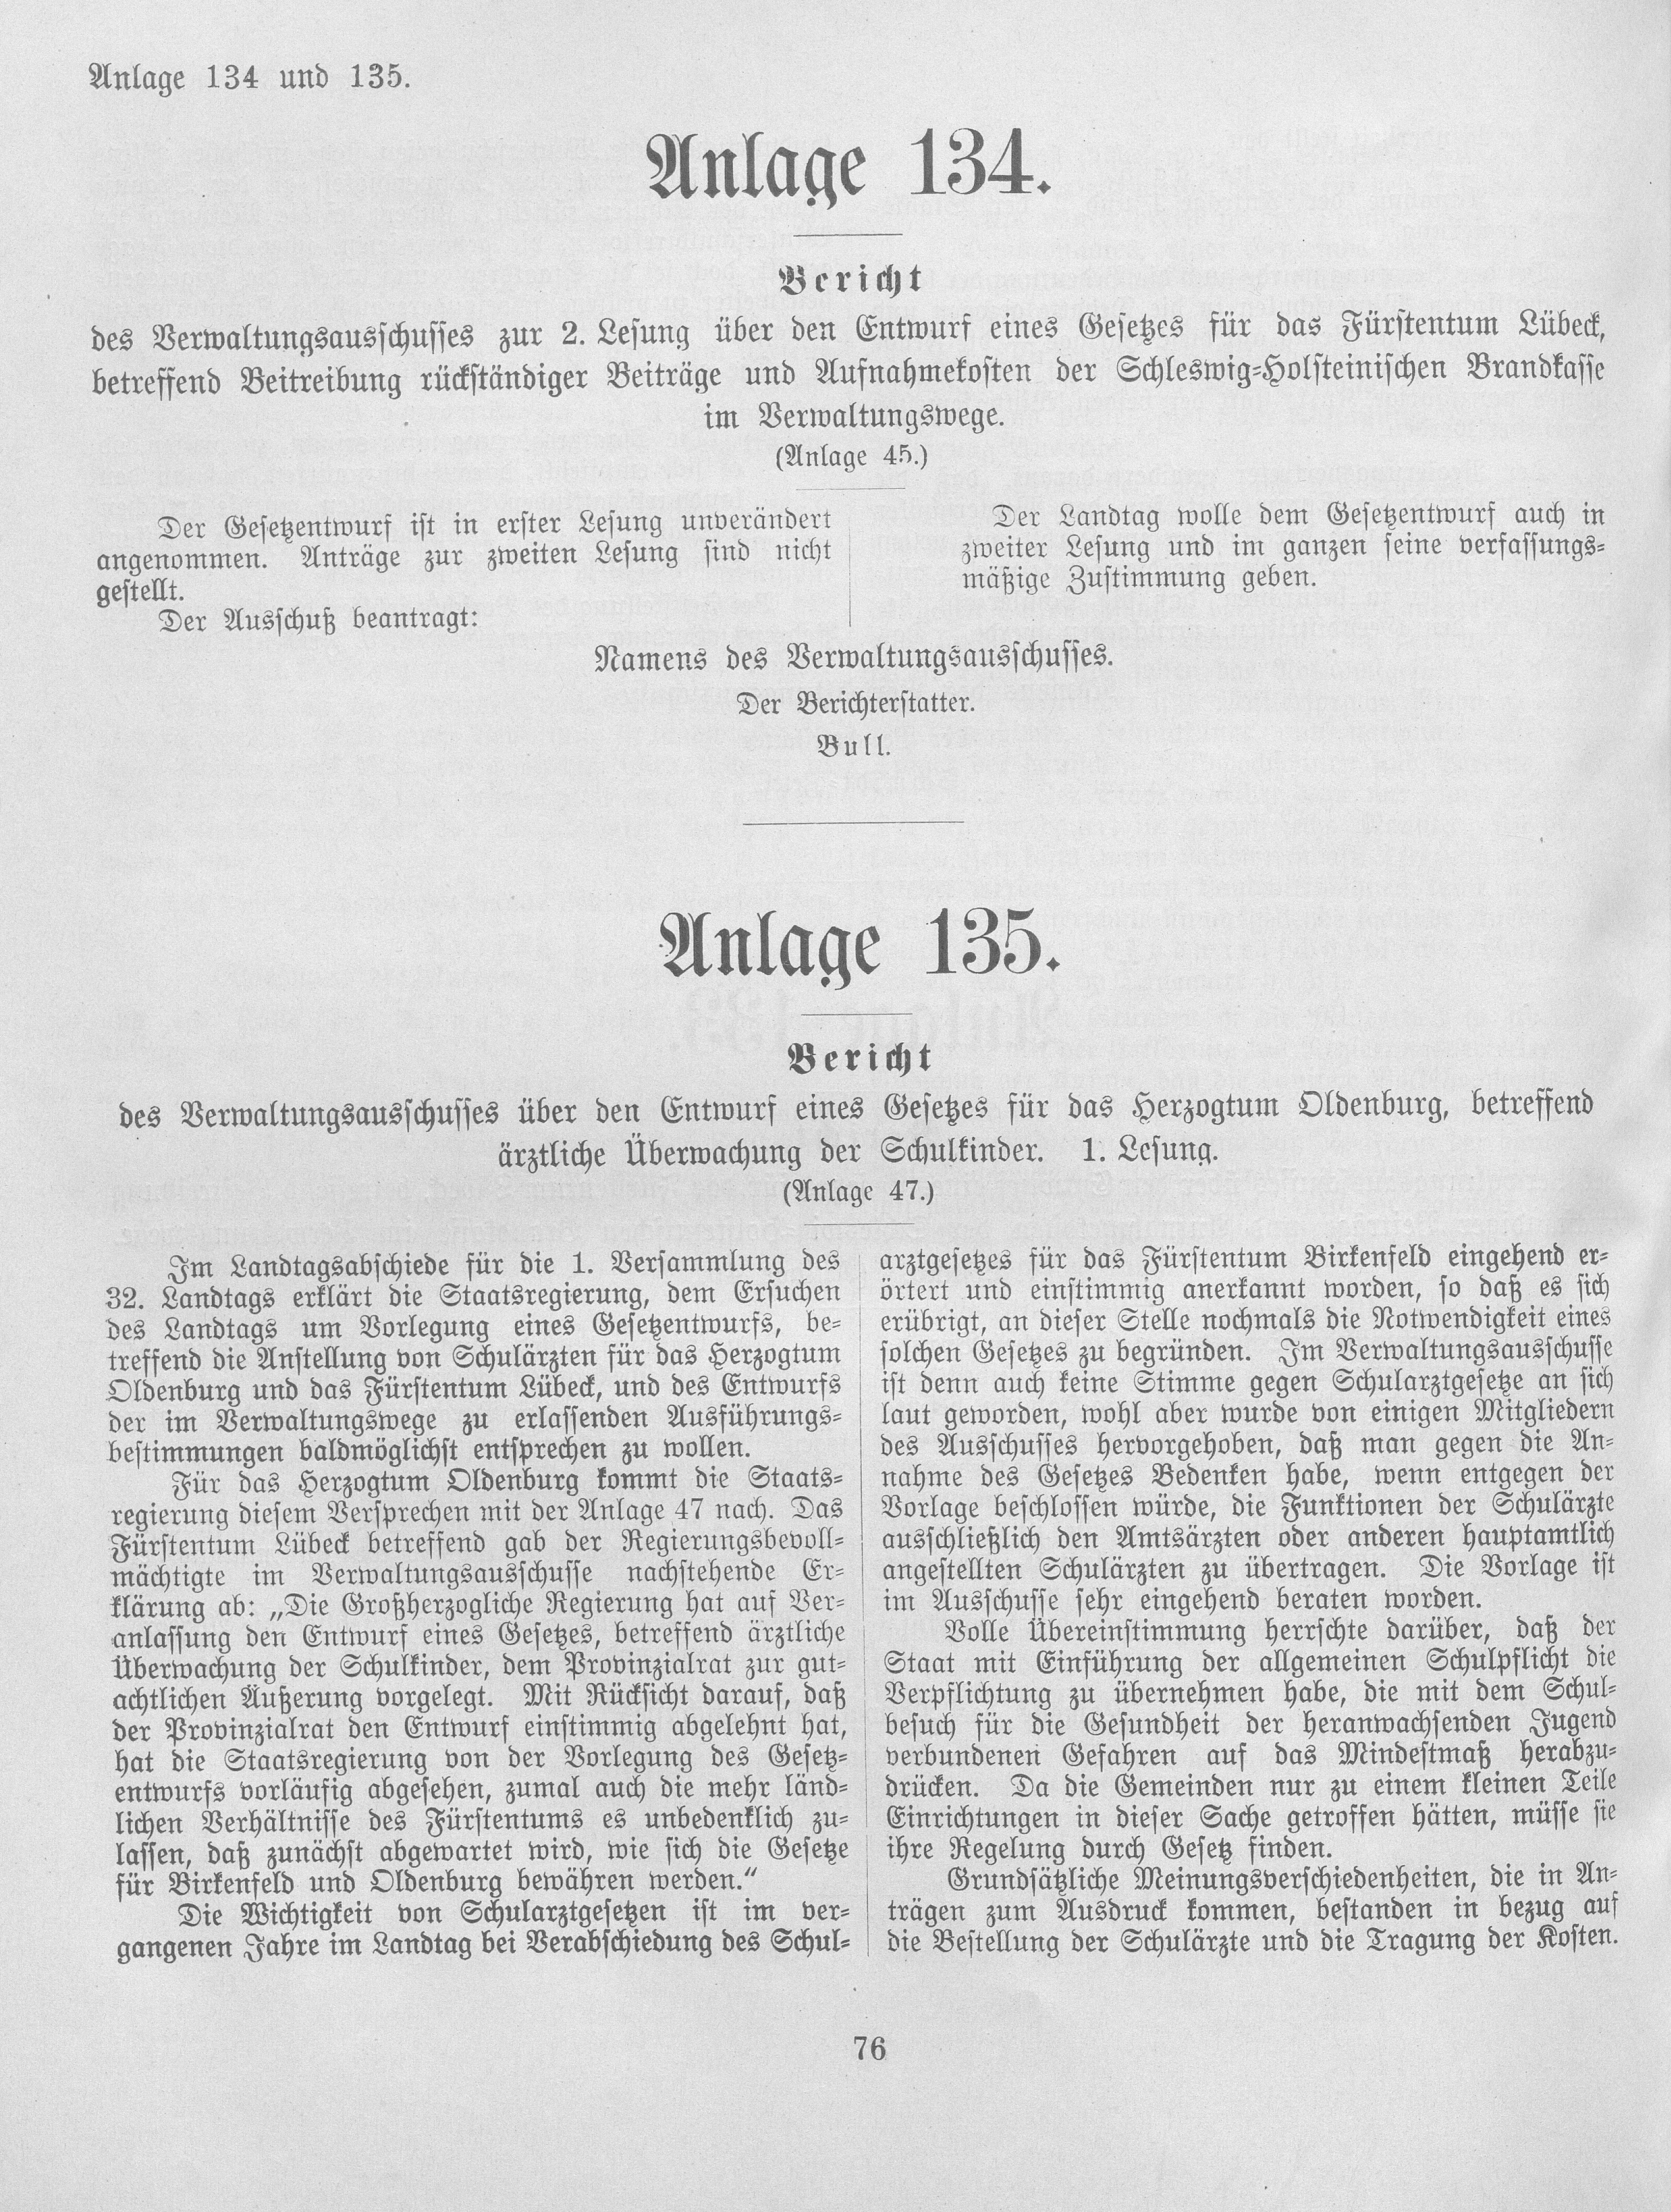 Anlage 134 und 135.
Anlage 134.
Bericht
des Verwaltungsausschusses zur 2. Lesung über den Entwurf eines Gesetzes für das Fürstentum Lübeck,
betreffend Beitreibung rückständiger Beiträge und Aufnahmekosten der Schleswig-Holsteinischen Brandkasse
im Verwaltungswege.
(Anlage 45.)
Der Gesetzentwurf ist in erster Lesung unverändert
angenommen. Anträge zur zweiten Lesung sind nicht
gestellt.
Der Ausschuß beantragt:
Der Landtag wolle dem Gesetzentwurf auch in
zweiter Lesung und im ganzen seine verfassungs-
mäßige Zustimmung geben.
Namens des Verwaltungsausschusses.
Der Berichterstatter.
Bull.
Anlage 135.
Bericht
des Verwaltungsausschusses über den Entwurf eines Gesetzes für das Herzogtum Oldenburg, betreffend
ärztliche Überwachung der Schulkinder. 1. Lesung.
(Anlage 47.)
Im Landtagsabschiede für die 1. Versammlung des
32. Landtags erklärt die Staatsregierung, dem Ersuchen
des Landtags um Vorlegung eines Gesetzentwurfs, be-
treffend die Anstellung von Schulärzten für das Herzogtum
Oldenburg und das Fürstentum Lübeck, und des Entwurfs
der im Verwaltungswege zu erlassenden Ausführungs-
bestimmungen baldmöglichst entsprechen zu wollen.
Für das Herzogtum Oldenburg kommt die Staats-
regierung diesem Versprechen mit der Anlage 47 nach. Das
Fürstentum Lübeck betreffend gab der Regierungsbevoll-
mächtigte im Verwaltungsausschusse nachstehende Er-
klärung ab: „Die Großherzogliche Regierung hat auf Ver-
anlassung den Entwurf eines Gesetzes, betreffend ärztliche
Überwachung der Schulkinder, dem Provinzialrat zur gut-
achtlichen Äußerung vorgelegt. Mit Rücksicht darauf, daß
der Provinzialrat den Entwurf einstimmig abgelehnt hat,
hat die Staatsregierung von der Vorlegung des Gesetz-
entwurfs vorläufig abgesehen, zumal auch die mehr länd-
lichen Verhältnisse des Fürstentums es unbedenklich zu-
lassen, daß zunächst abgewartet wird, wie sich die Gesetze
für Birkenfeld und Oldenburg bewähren werden.“
Die Wichtigkeit von Schularztgesetzen ist im ver-
gangenen Jahre im Landtag bei Verabschiedung des Schul-
arztgesetzes für das Fürstentum Birkenfeld eingehend er-
örtert und einstimmig anerkannt worden, so daß es sich
erübrigt, an dieser Stelle nochmals die Notwendigkeit eines
solchen Gesetzes zu begründen. Im Verwaltungsausschusse
ist denn auch keine Stimme gegen Schularztgesetze an sich
laut geworden, wohl aber wurde von einigen Mitgliedern
des Ausschusses hervorgehoben, daß man gegen die An-
nahme des Gesetzes Bedenken habe, wenn entgegen der
Vorlage beschlossen würde, die Funktionen der Schulärzte
ausschließlich den Amtsärzten oder anderen hauptamtlich
angestellten Schulärzten zu übertragen. Die Vorlage ist
im Ausschusse sehr eingehend beraten worden.
Volle Übereinstimmung herrschte darüber, daß der
Staat mit Einführung der allgemeinen Schulpflicht die
Verpflichtung zu übernehmen habe, die mit dem Schul-
besuch für die Gesundheit der heranwachsenden Jugend
verbundenen Gefahren auf das Mindestmaß herabzu-
drücken. Da die Gemeinden nur zu einem kleinen Teile
Einrichtungen in dieser Sache getroffen hätten, müsse sie
ihre Regelung durch Gesetz finden.
Grundsätzliche Meinungsverschiedenheiten, die in An-
trägen zum Ausdruck kommen, bestanden in bezug auf
die Bestellung der Schulärzte und die Tragung der Kosten.
76